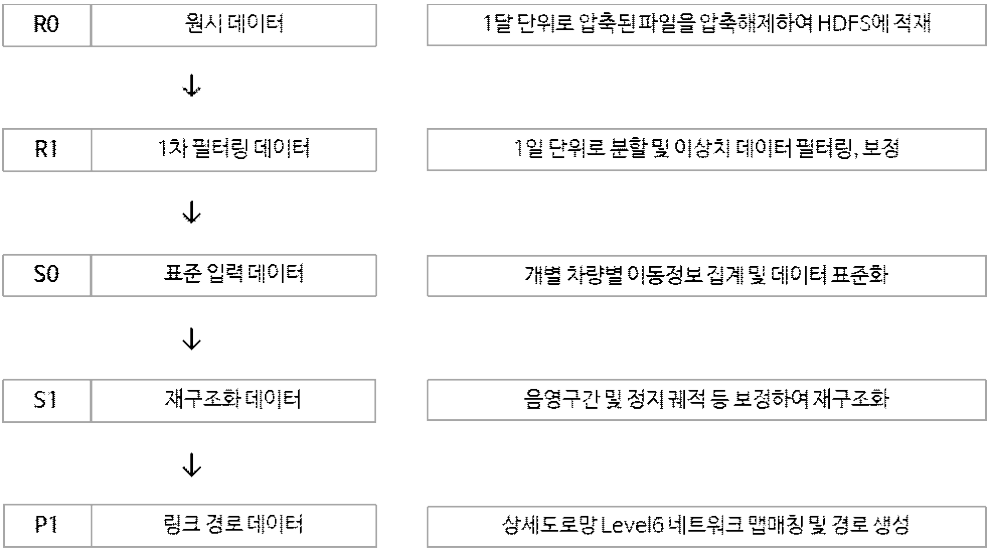 R0 원시 데이터 1달 단위로 압축된 파일을 압축해제하여 HDFS에 적재
↓
R1 1차 필터링 데이터 1일 단위로 분할 및 이상치 데이터 필터링, 보정
↓
S0 표준 입력 데이터 개별 차량별 이동정보 집계 및 데이터 표준화
↓
S1 재구조화 데이터 음영구간 및 정지 궤적 등 보정하여 재구조화
↓
P1 링크 경로 데이터 상세도로망 Level6 네트워크 맵매칭 및 경로 생성